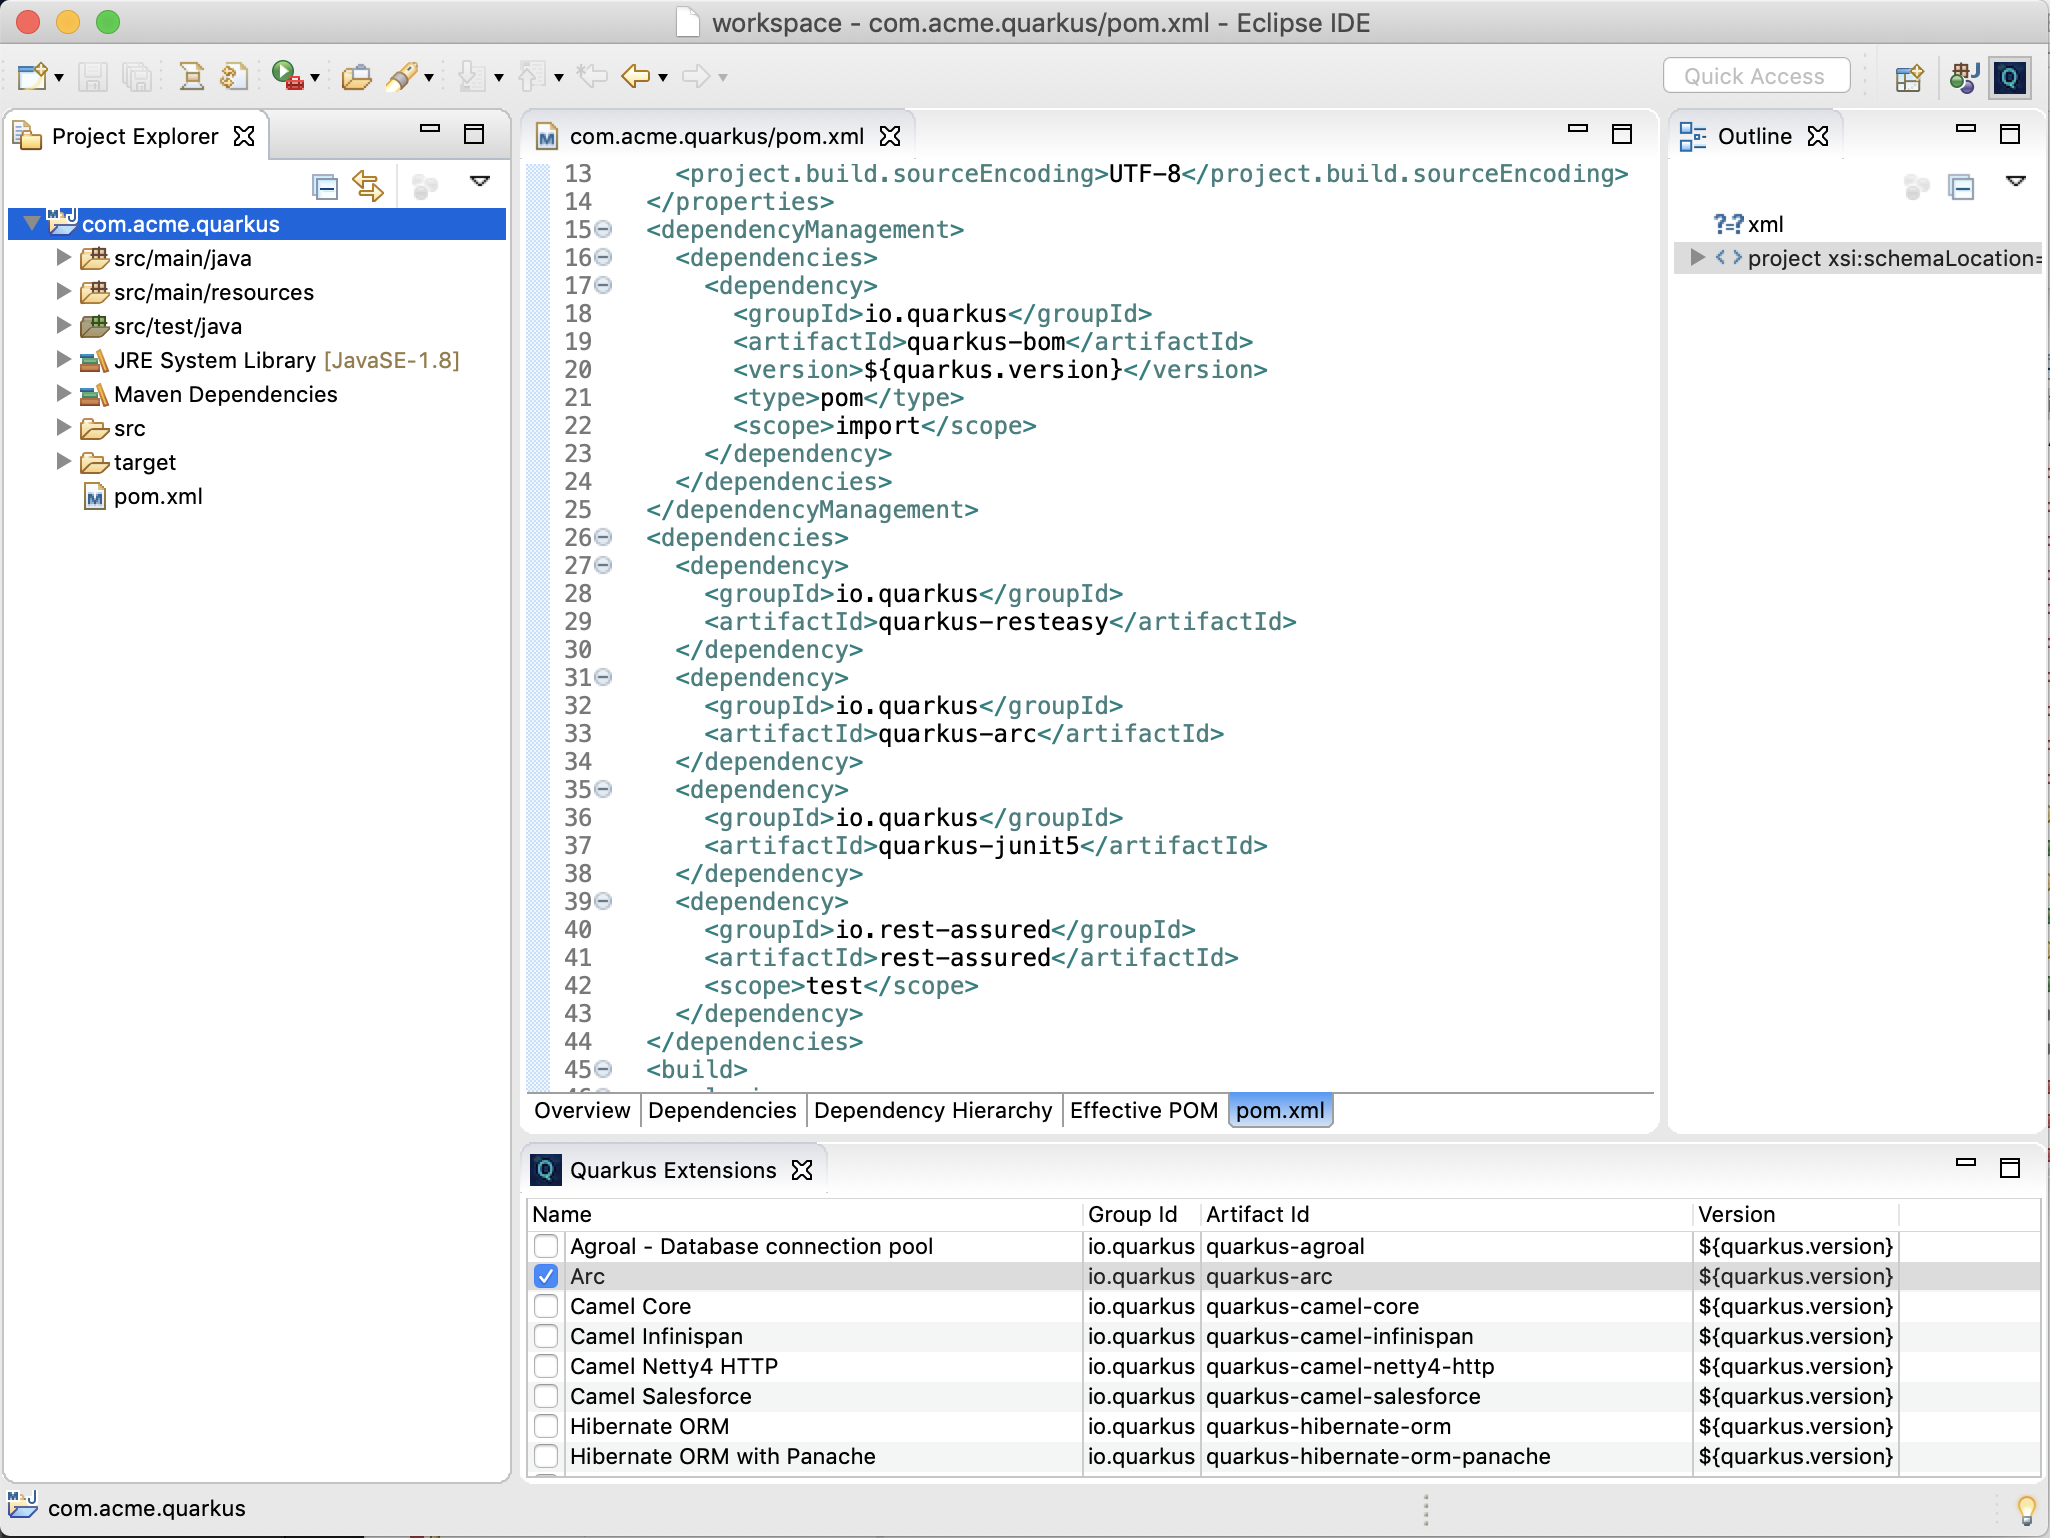 workspace - com.acme.quarkus/pom.xml - Eclipse IDE
Quick Access
Project Explorer
com.acme.quarkus
src/main/java
src/main/resources
src/test/java
JRE System Library [JavaSE-1.8]
Maven Dependencies
src
target
pom.xml
com.acme.quarkus/pom.xml
13 <project.build.sourceEncoding>UTF-8</project.build.sourceEncoding>
14 </properties>
15 <dependencyManagement>
16 <dependencies>
17 <dependency>
18 <groupId>io.quarkus</groupId>
19 <artifactId>quarkus-bom</artifactId>
20 <version>${quarkus.version}</version>
21 <type>pom</type>
22 <scope>import</scope>
23 </dependency>
24 </dependencies>
25 </dependencyManagement>
26 <dependencies>
27 <dependency>
28 <groupId>io.quarkus</groupId>
29 <artifactId>quarkus-resteasy</artifactId>
30 </dependency>
31 <dependency>
32 <groupId>io.quarkus</groupId>
33 <artifactId>quarkus-arc</artifactId>
34 </dependency>
35 <dependency>
36 <groupId>io.quarkus</groupId>
37 <artifactId>quarkus-junit5</artifactId>
38 </dependency>
39 <dependency>
40 <groupId>io.rest-assured</groupId>
41 <artifactId>rest-assured</artifactId>
42 <scope>test</scope>
43 </dependency>
44 </dependencies>
45 <build>
Overview Dependencies Dependency Hierarchy Effective POM pom.xml
Outline
?=? xml
<> project xsi:schemaLocation=
Quarkus Extensions
Name Group Id Artifact Id Version
Agroal - Database connection pool io.quarkus quarkus-agroal ${quarkus.version}
Arc io.quarkus quarkus-arc ${quarkus.version}
Camel Core io.quarkus quarkus-camel-core ${quarkus.version}
Camel Infinispan io.quarkus quarkus-camel-infinispan ${quarkus.version}
Camel Netty4 HTTP io.quarkus quarkus-camel-netty4-http ${quarkus.version}
Camel Salesforce io.quarkus quarkus-camel-salesforce ${quarkus.version}
Hibernate ORM io.quarkus quarkus-hibernate-orm ${quarkus.version}
Hibernate ORM with Panache io.quarkus quarkus-hibernate-orm-panache ${quarkus.version}
com.acme.quarkus